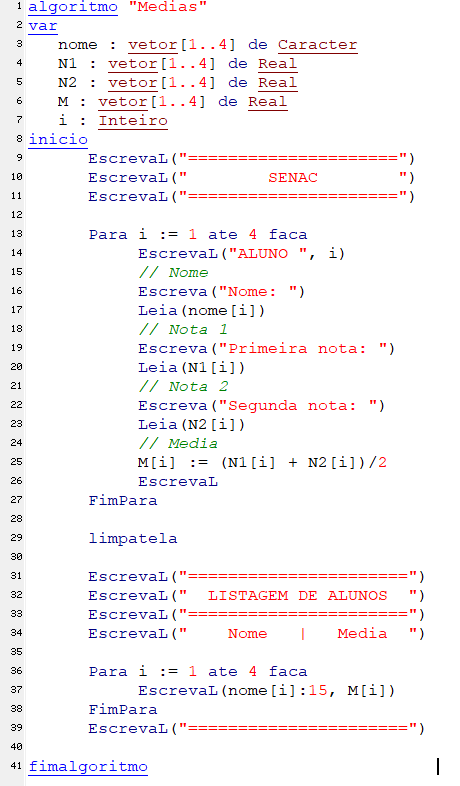 1 algoritmo "Medias"
2 var
3 nome : vetor[1..4] de Caracter
4 N1 : vetor[1..4] de Real
5 N2 : vetor[1..4] de Real
6 M : vetor[1..4] de Real
7 i : Inteiro
8 inicio
9 EscrevaL("=====================")
10 EscrevaL("        SENAC        ")
11 EscrevaL("=====================")
12
13 Para i := 1 ate 4 faca
14 EscrevaL("ALUNO ", i)
15 // Nome
16 Escreva("Nome: ")
17 Leia(nome[i])
18 // Nota 1
19 Escreva("Primeira nota: ")
20 Leia(N1[i])
21 // Nota 2
22 Escreva("Segunda nota: ")
23 Leia(N2[i])
24 // Media
25 M[i] := (N1[i] + N2[i])/2
26 EscrevaL
27 FimPara
28
29 limpatela
30
31 EscrevaL("======================")
32 EscrevaL("  LISTAGEM DE ALUNOS  ")
33 EscrevaL("======================")
34 EscrevaL("    Nome   |   Media  ")
35
36 Para i := 1 ate 4 faca
37 EscrevaL(nome[i]:15, M[i])
38 FimPara
39 EscrevaL("======================")
40
41 fimalgoritmo